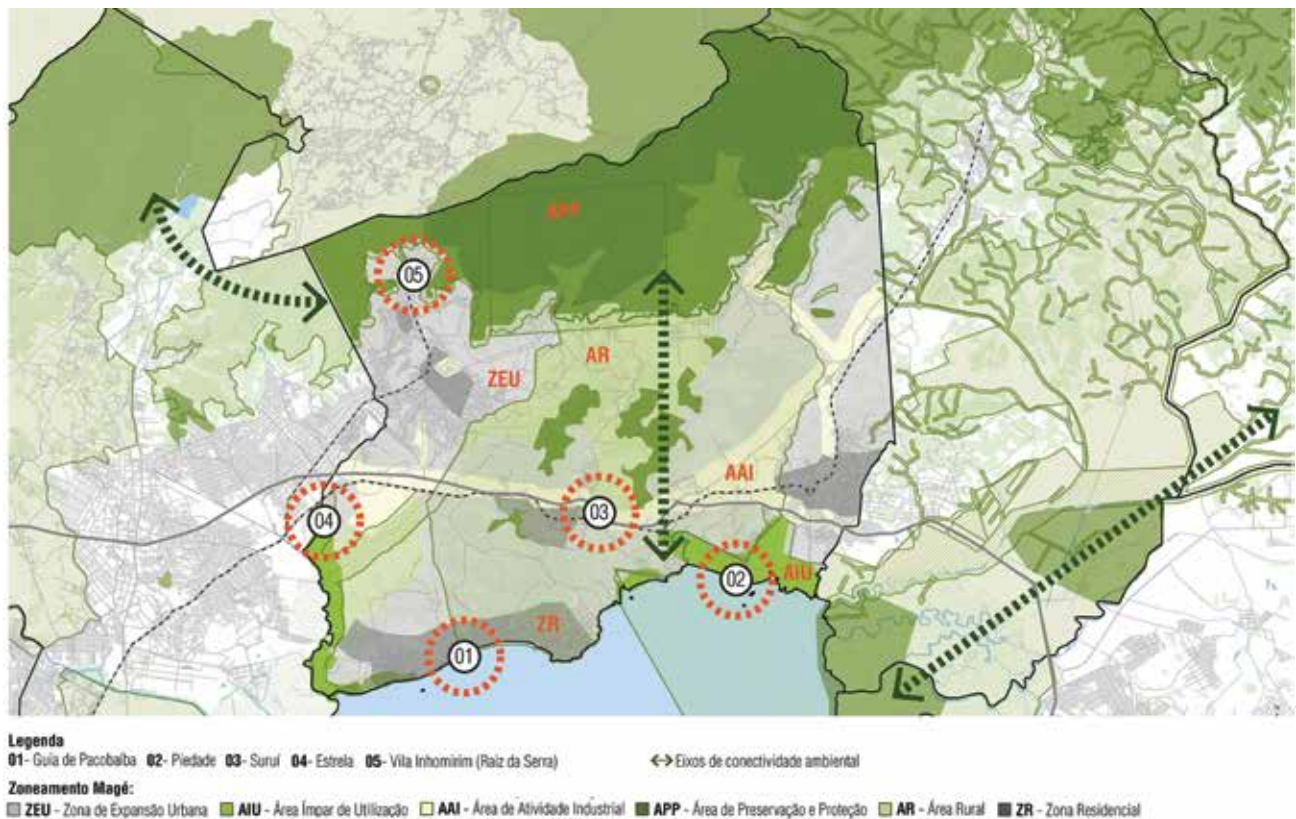 APP
05
AR
ZEU
AAI
03
04
02
AIU
ZR
01
Legenda
01- Guia de Pacobaíba 02- Piedade 03- Suruí 04- Estrela 05- Vila Inhomirim (Raiz da Serra) Eixos de conectividade ambiental
Zoneamento Magé:
ZEU - Zona de Expansão Urbana AIU - Área Ímpar de Utilização AAI - Área de Atividade Industrial APP - Área de Preservação e Proteção AR - Área Rural ZR - Zona Residencial